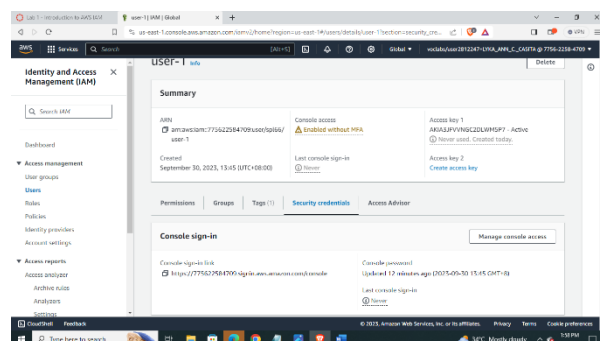 Lab 1 - Introduction to AWS IAM
user-1 | IAM | Global
us-east-1.console.aws.amazon.com/iamv2/home?region=us-east-1#/users/details/user-1?section=security_cre...
VPN
aws
Services
Search
[Alt+S]
Global
Identity and Access Management (IAM)
Search IAM
Dashboard
Access management
User groups
Users
Roles
Policies
Identity providers
Account settings
Access reports
Access analyzer
Archive rules
Analyzers
Settings
user-1 Info
Delete
Summary
ARN
arn:aws:iam::775622584709:user/spl66/
user-1
Console access
Enabled without MFA
Access key 1
Active
Never used. Created today.
Created
September 30, 2023, 13:45 (UTC+08:00)
Last console sign-in
Never
Access key 2
Create access key
Permissions
Groups
Tags (1)
Security credentials
Access Advisor
Console sign-in
Manage console access
Console sign-in link
https://775622584709.signin.aws.amazon.com/console
Console password
Updated 12 minutes ago (2023-09-30 13:45 GMT+8)
Last console sign-in
Never
CloudShell
Feedback
© 2023, Amazon Web Services, Inc. or its affiliates.
Privacy
Terms
Cookie preferences
Type here to search
34°C Mostly cloudy